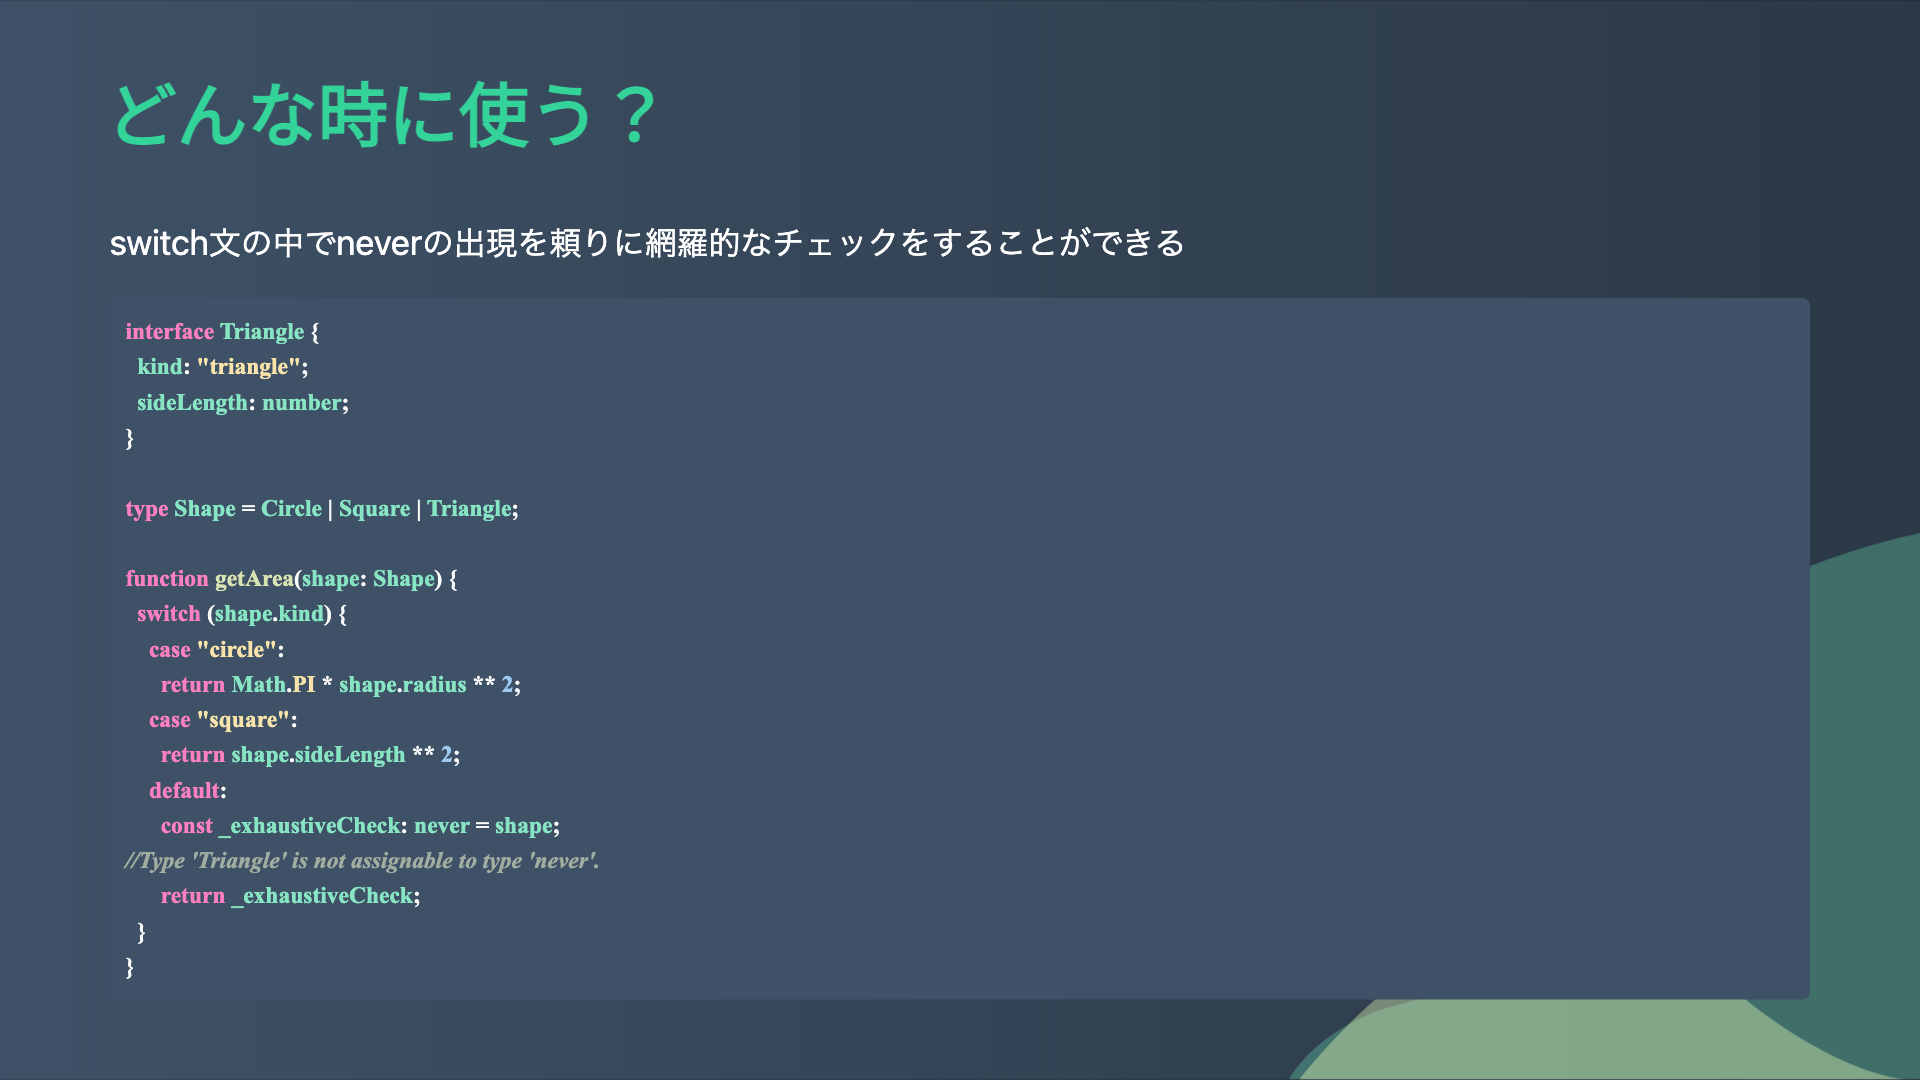 どんな時に使う？
switch文の中でneverの出現を頼りに網羅的なチェックをすることができる
interface Triangle {
  kind: "triangle";
  sideLength: number;
}
type Shape = Circle | Square | Triangle;
function getArea(shape: Shape) {
  switch (shape.kind) {
    case "circle":
      return Math.PI * shape.radius ** 2;
    case "square":
      return shape.sideLength ** 2;
    default:
      const _exhaustiveCheck: never = shape;
//Type 'Triangle' is not assignable to type 'never'.
      return _exhaustiveCheck;
  }
}